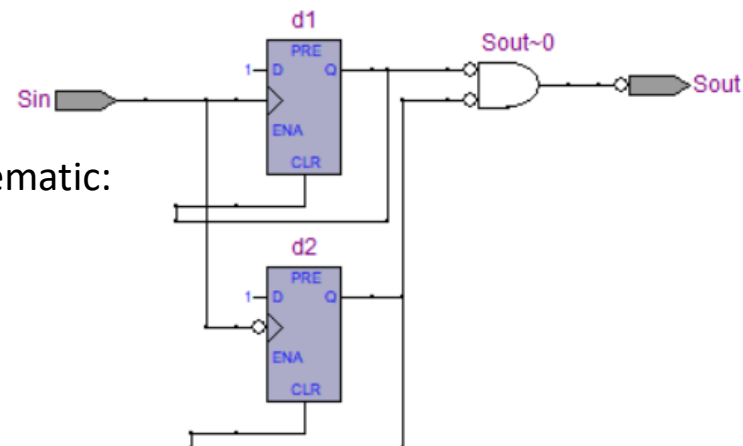 d1
PRE
1 D Q
Sout~0
Sin
Sout
ENA
CLR
ematic:
d2
PRE
1 D Q
ENA
CLR